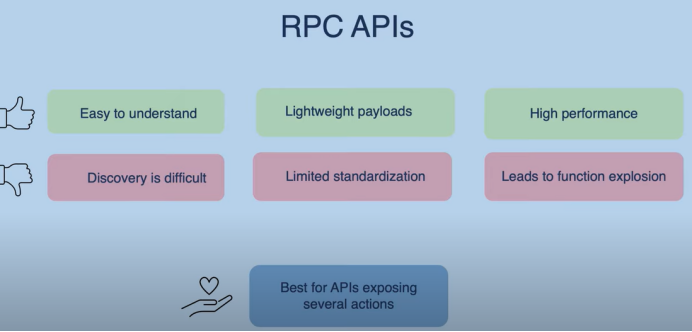 RPC APIs
Easy to understand
Lightweight payloads
High performance
Discovery is difficult
Limited standardization
Leads to function explosion
Best for APIs exposing
several actions